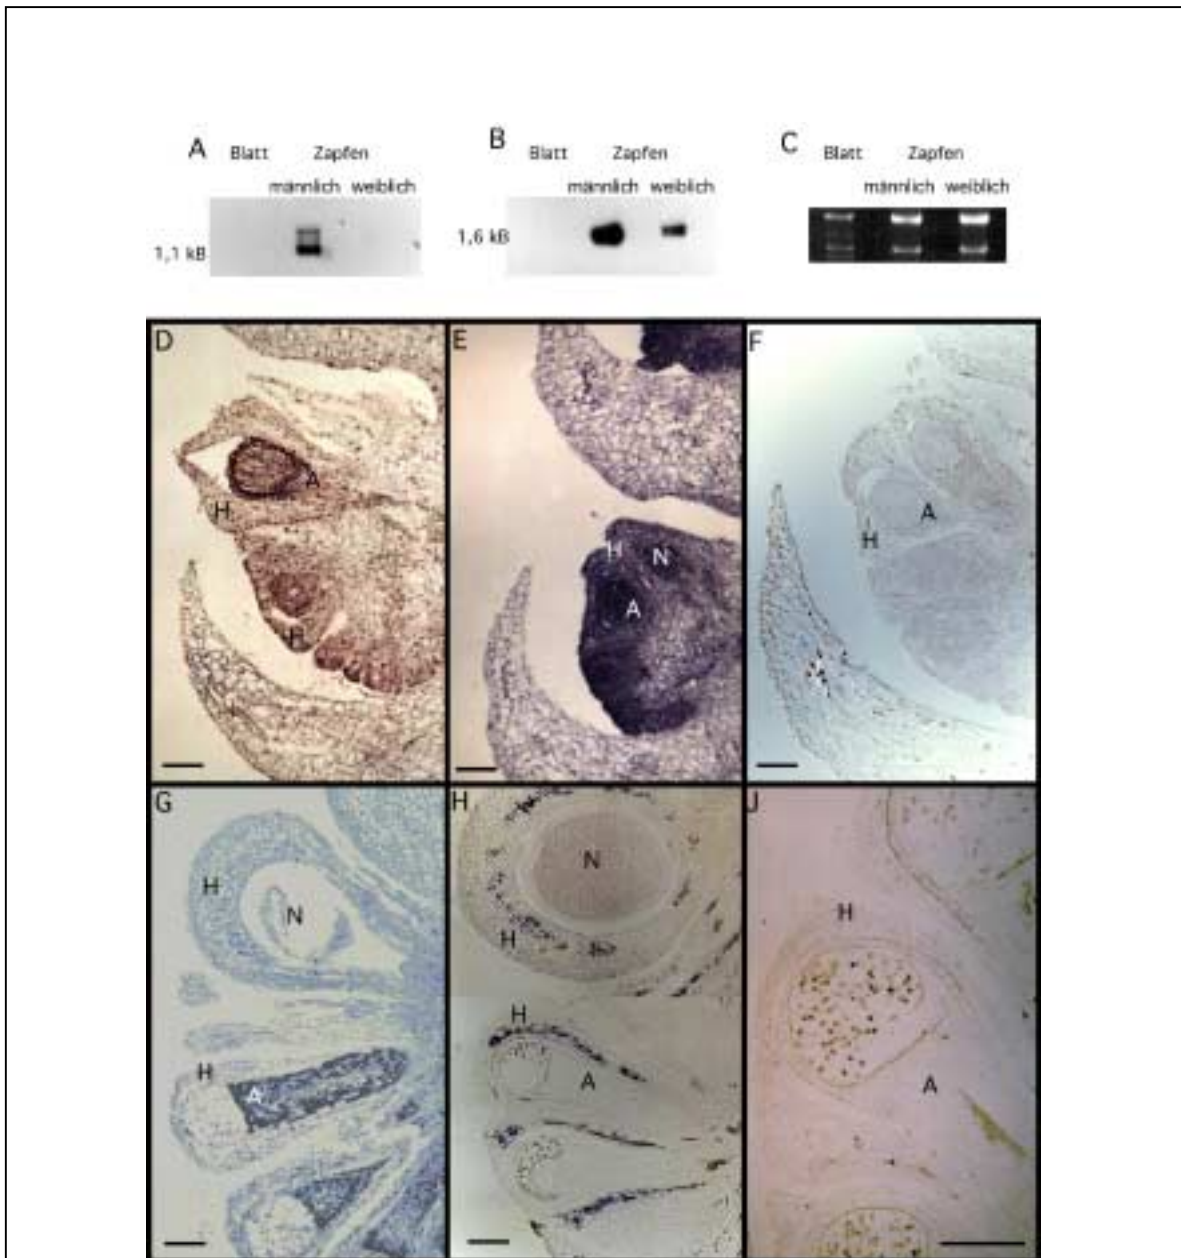 A
Blatt Zapfen
männlich weiblich
1,1 kB
B
Blatt Zapfen
männlich weiblich
1,6 kB
C
Blatt Zapfen
männlich weiblich
D
A
H
H
E
H N
A
F
A
H
G
H
N
H
A
H
N
H
H
A
J
H
A